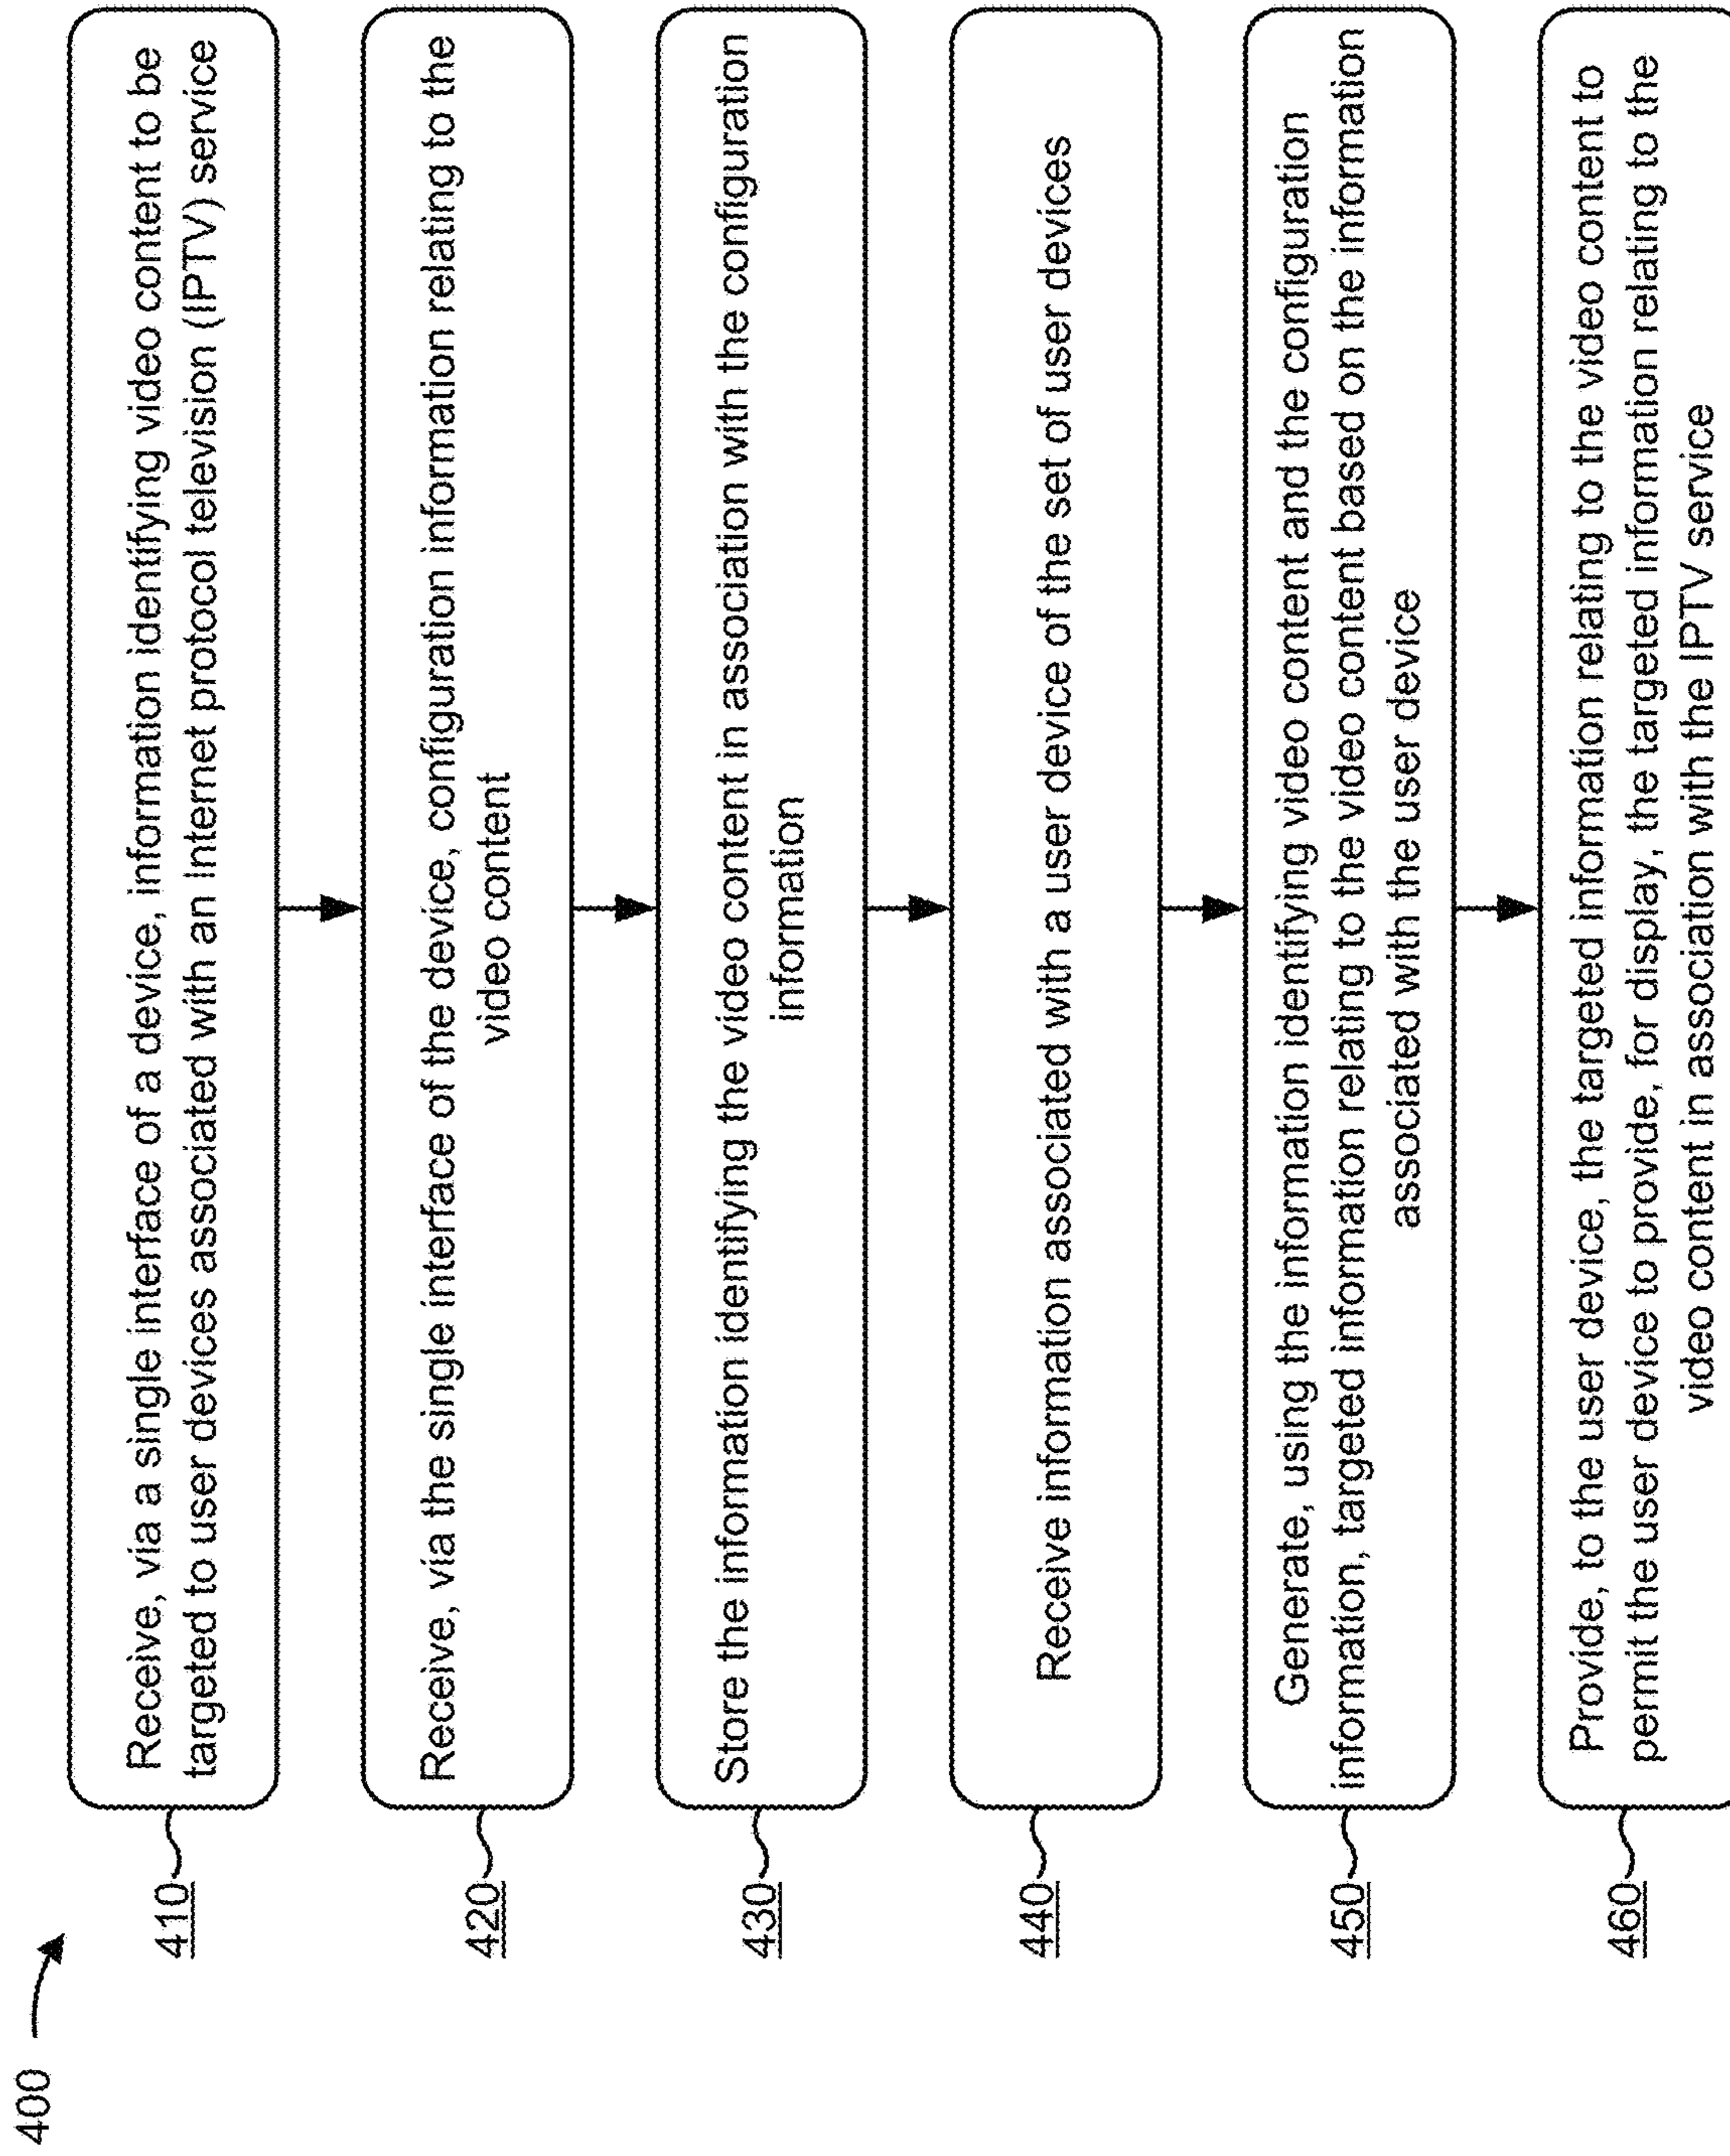 400
410
Receive, via a single interface of a device, information identifying video content to be
targeted to user devices associated with an Internet protocol television (IPTV) service
420
Receive, via the single interface of the device, configuration information relating to the
video content
430
Store the information identifying the video content in association with the configuration
information
440
Receive information associated with a user device of the set of user devices
450
Generate, using the information identifying video content and the configuration
information, targeted information relating to the video content based on the information
associated with the user device
460
Provide, to the user device, the targeted information relating to the video content to
permit the user device to provide, for display, the targeted information relating to the
video content in association with the IPTV service